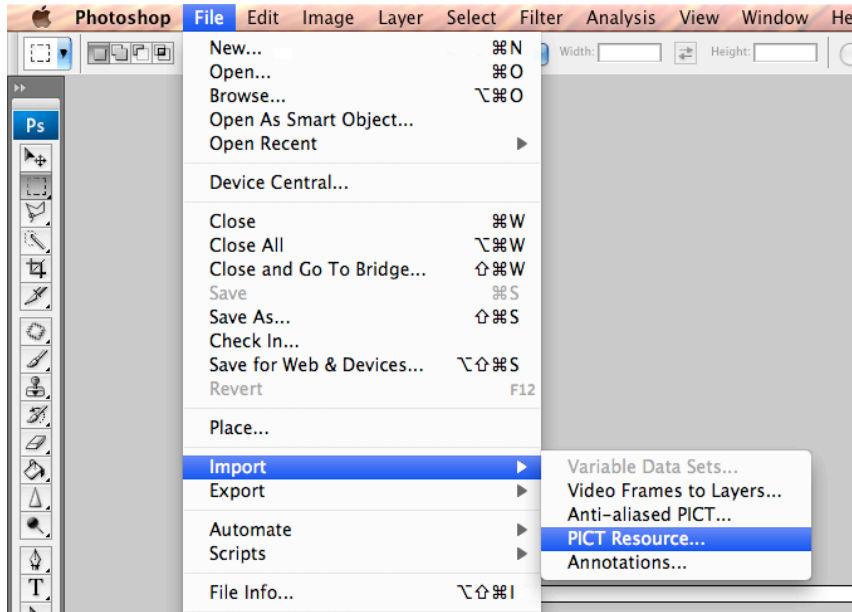 Photoshop File Edit Image Layer Select Filter Analysis View Window He
Width: Height:
Ps
New... ⌘N
Open... ⌘O
Browse... ⌥⌘O
Open As Smart Object...
Open Recent ▶
Device Central...
Close ⌘W
Close All ⌥⌘W
Close and Go To Bridge... ⇧⌘W
Save ⌘S
Save As... ⇧⌘S
Check In...
Save for Web & Devices... ⌥⇧⌘S
Revert F12
Place...
Import ▶
Export ▶
Automate ▶
Scripts ▶
File Info... ⌥⇧⌘I
Variable Data Sets...
Video Frames to Layers...
Anti-aliased PICT...
PICT Resource...
Annotations...
T